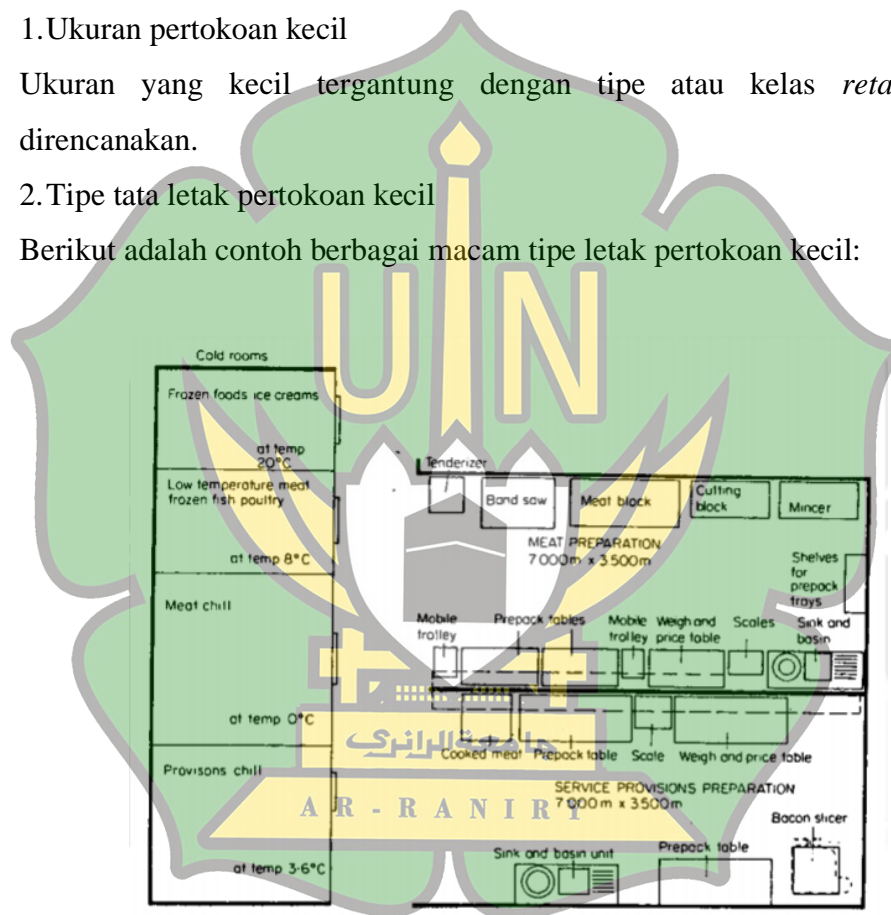 1. Ukuran pertokoan kecil
Ukuran yang kecil tergantung dengan tipe atau kelas reta
direncanakan.
2. Tipe tata letak pertokoan kecil
Berikut adalah contoh berbagai macam tipe letak pertokoan kecil:
UIN
Cold rooms
Frozen foods ice creams
at temp
20°C
Low temperature meat
frozen fish poultry
at temp 8°C
Meat chill
at temp 0°C
Provisons chill
at temp 3-6°C
Tenderizer
Band saw
Meat block
Cutting
block
Mincer
MEAT PREPARATION
7000m x 3500m
Shelves
for
prepack
trays
Mobile
trolley
Prepack tables
Mobile
trolley
Weigh and
price table
Scales
Sink and
basin
جامعة الرانري
Cooked meat
Prepack table
Scale
Weigh and price table
SERVICE PROVISIONS PREPARATION
7000m x 3500m
AR-RANIRY
Bacon slicer
Sink and basin unit
Prepack table